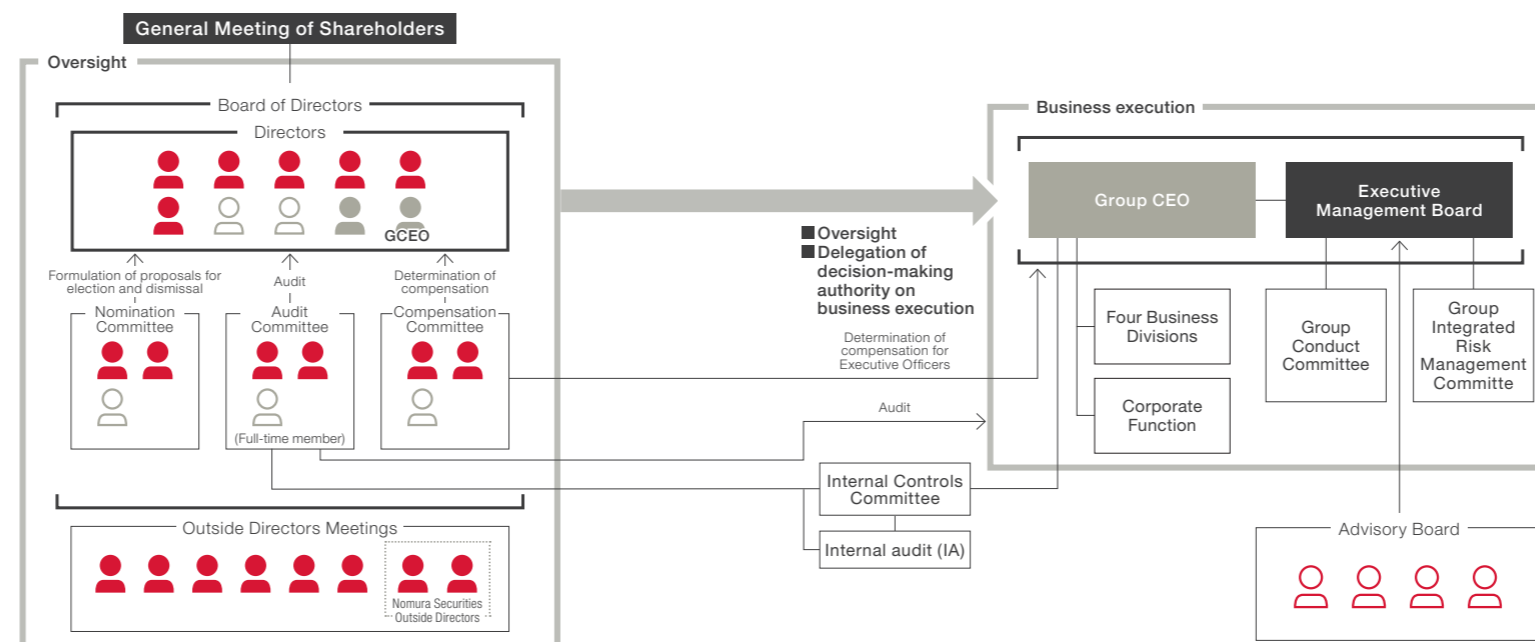 General Meeting of Shareholders
Oversight
Board of Directors
Directors
GCEO
Formulation of proposals for
election and dismissal
Audit
Determination of
compensation
Nomination
Committee
Audit
Committee
(Full-time member)
Compensation
Committee
Outside Directors Meetings
Nomura Securities
Outside Directors
■ Oversight
■ Delegation of
decision-making
authority on
business execution
Determination of
compensation for
Executive Officers
Audit
Internal Controls
Committee
Internal audit (IA)
Business execution
Group CEO
Executive
Management Board
Four Business
Divisions
Corporate
Function
Group
Conduct
Committee
Group
Integrated
Risk
Management
Committe
Advisory Board